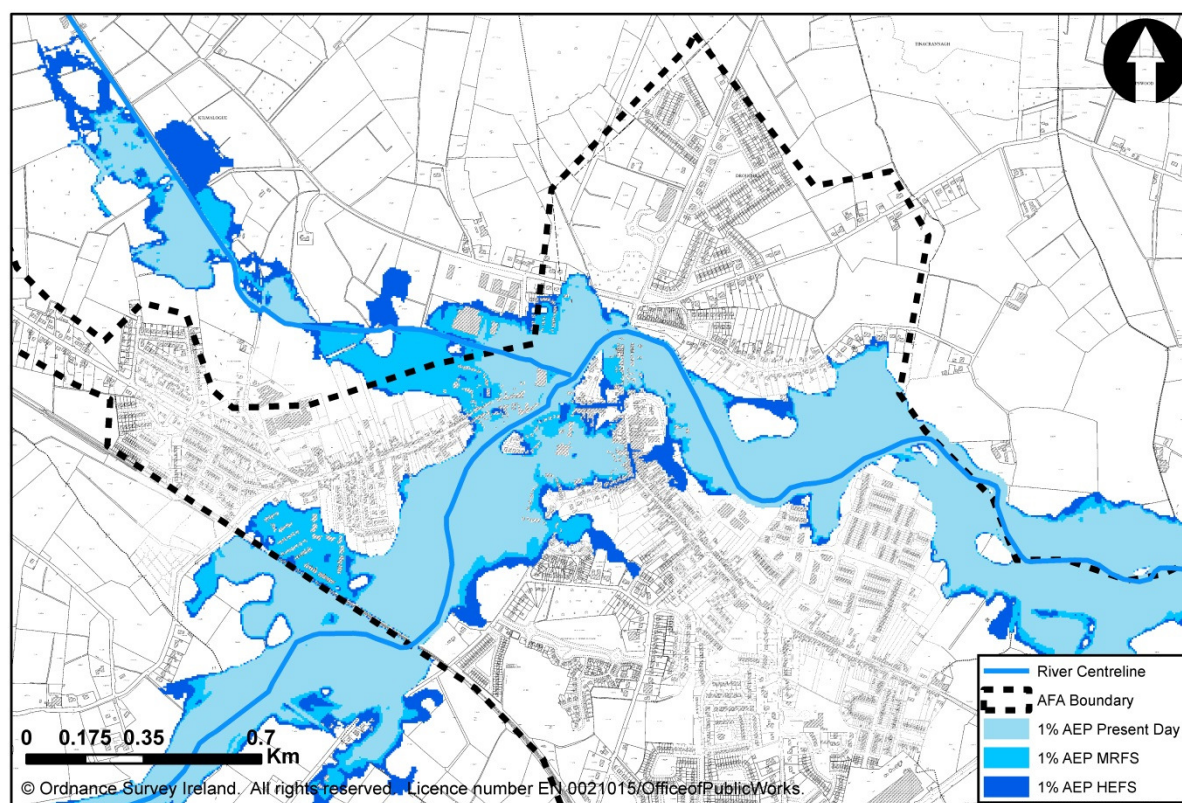 River Centreline
AFA Boundary
1% AEP Present Day
1% AEP MRFS
1% AEP HEFS
0 0.175 0.35 0.7
Km
© Ordnance Survey Ireland. All rights reserved. Licence number EN 0021015/OfficeofPublicWorks.